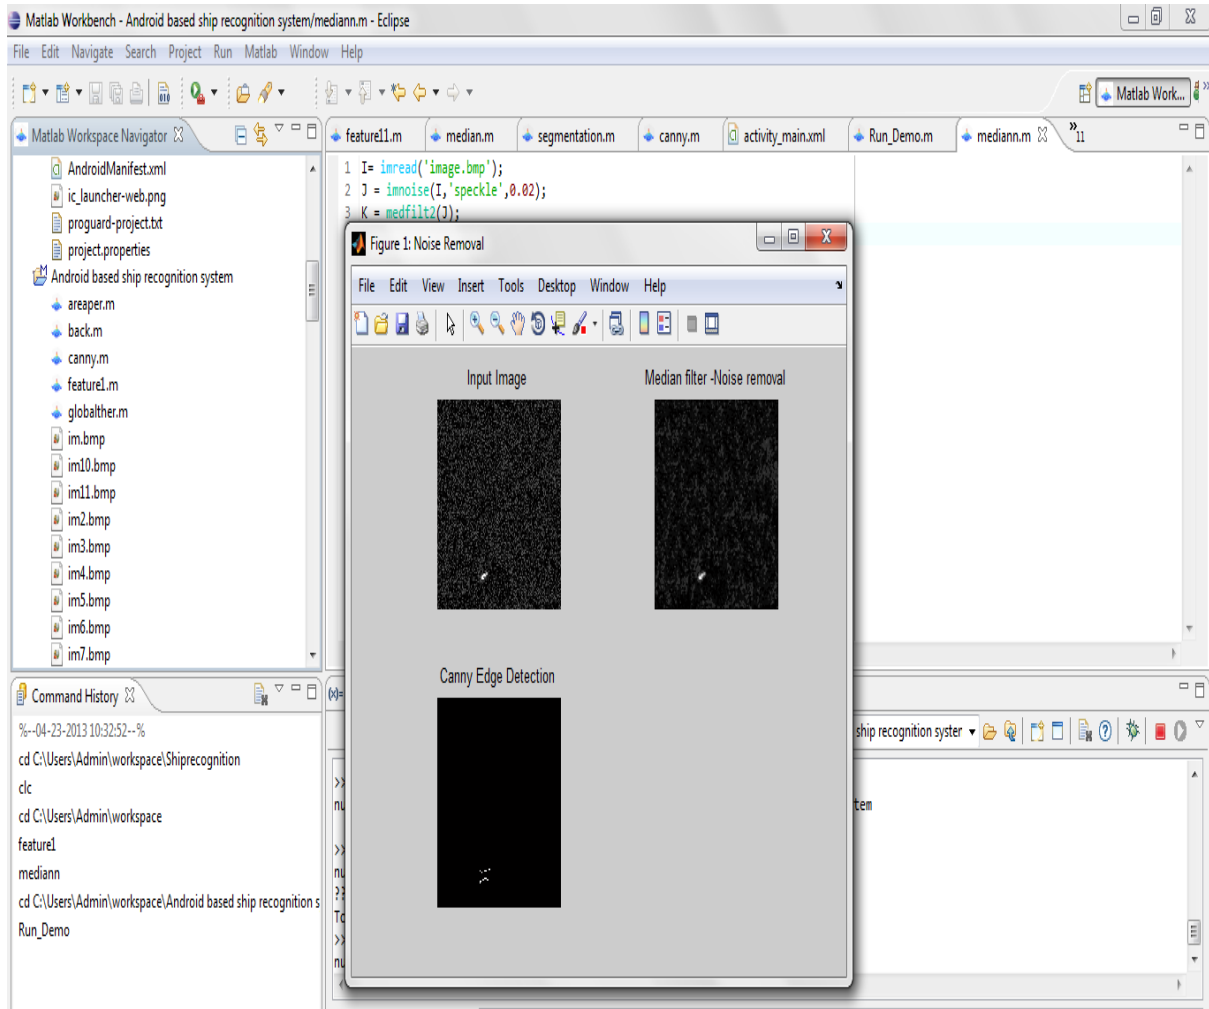 Matlab Workbench - Android based ship recognition system/mediann.m - Eclipse
File Edit Navigate Search Project Run Matlab Window Help
Matlab Work...
Matlab Workspace Navigator
AndroidManifest.xml
ic_launcher-web.png
proguard-project.txt
project.properties
Android based ship recognition system
areaper.m
back.m
canny.m
feature1.m
globalther.m
im.bmp
im10.bmp
im11.bmp
im2.bmp
im3.bmp
im4.bmp
im5.bmp
im6.bmp
im7.bmp
feature11.m median.m segmentation.m canny.m activity_main.xml Run_Demo.m mediann.m »11
1 I= imread('image.bmp');
2 J = imnoise(I,'speckle',0.02);
3 K = medfilt2(J);
Figure 1: Noise Removal
File Edit View Insert Tools Desktop Window Help
Input Image
Median filter -Noise removal
Canny Edge Detection
Command History
%--04-23-2013 10:32:52--%
cd C:\Users\Admin\workspace\Shiprecognition
clc
cd C:\Users\Admin\workspace
feature1
mediann
cd C:\Users\Admin\workspace\Android based ship recognition s
Run_Demo
(x)=
ship recognition syster
>>
nu
tem
>>
nu
??
To
>>
nu